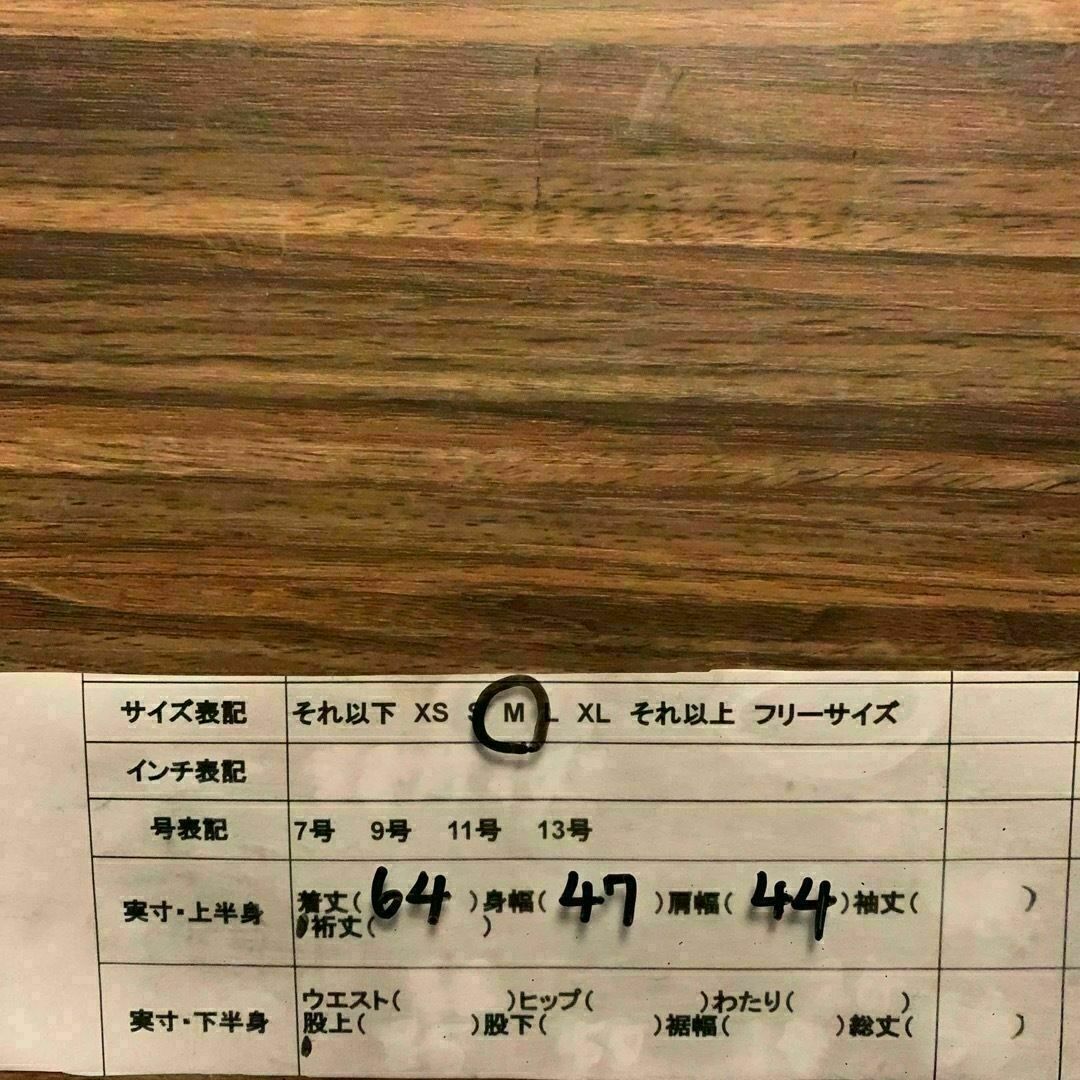 サイズ表記 それ以下 XS S M L XL それ以上 フリーサイズ
インチ表記
号表記 7号 9号 11号 13号
実寸・上半身 着丈(64)身幅(47)肩幅(44)袖丈( )
裄丈( )
実寸・下半身 ウエスト( )ヒップ( )わたり( )
股上( )股下( )裾幅( )総丈( )